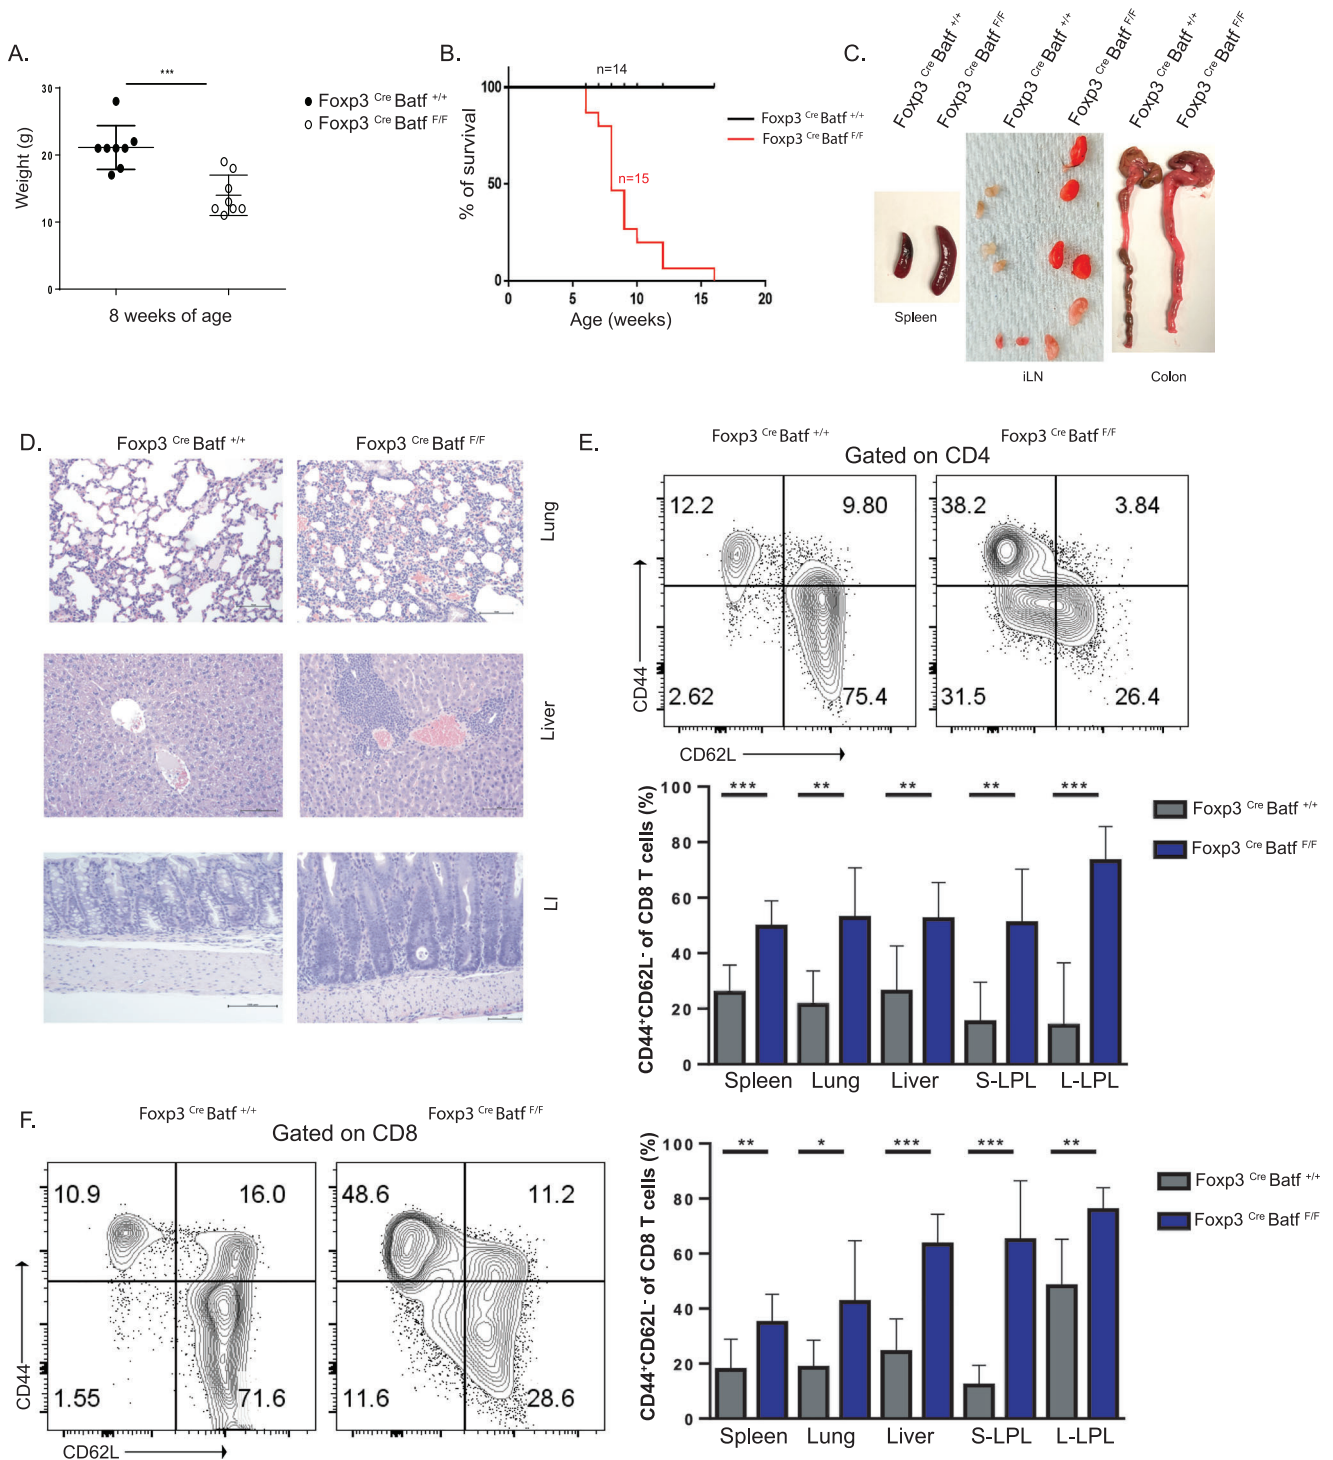 A.
***
Weight (g)
30
20
10
0
8 weeks of age
Foxp3 Cre Batf +/+
Foxp3 Cre Batf F/F
B.
% of survival
100
50
0
n=14
n=15
0 5 10 15 20
Age (weeks)
Foxp3 Cre Batf +/+
Foxp3 Cre Batf F/F
C.
Foxp3 Cre Batf +/+
Foxp3 Cre Batf F/F
Foxp3 Cre Batf +/+
Foxp3 Cre Batf F/F
Foxp3 Cre Batf +/+
Foxp3 Cre Batf F/F
Spleen
iLN
Colon
D.
Foxp3 Cre Batf +/+
Foxp3 Cre Batf F/F
Lung
Liver
LI
E.
Foxp3 Cre Batf +/+
Foxp3 Cre Batf F/F
Gated on CD4
12.2 9.80
2.62 75.4
38.2 3.84
31.5 26.4
CD44
CD62L
CD44+CD62L- of CD8 T cells (%)
100
80
60
40
20
0
*** ** ** ** ***
Spleen Lung Liver S-LPL L-LPL
Foxp3 Cre Batf +/+
Foxp3 Cre Batf F/F
F.
Foxp3 Cre Batf +/+
Foxp3 Cre Batf F/F
Gated on CD8
10.9 16.0
1.55 71.6
48.6 11.2
11.6 28.6
CD44
CD62L
CD44+CD62L- of CD8 T cells (%)
100
80
60
40
20
0
** * *** *** **
Spleen Lung Liver S-LPL L-LPL
Foxp3 Cre Batf +/+
Foxp3 Cre Batf F/F